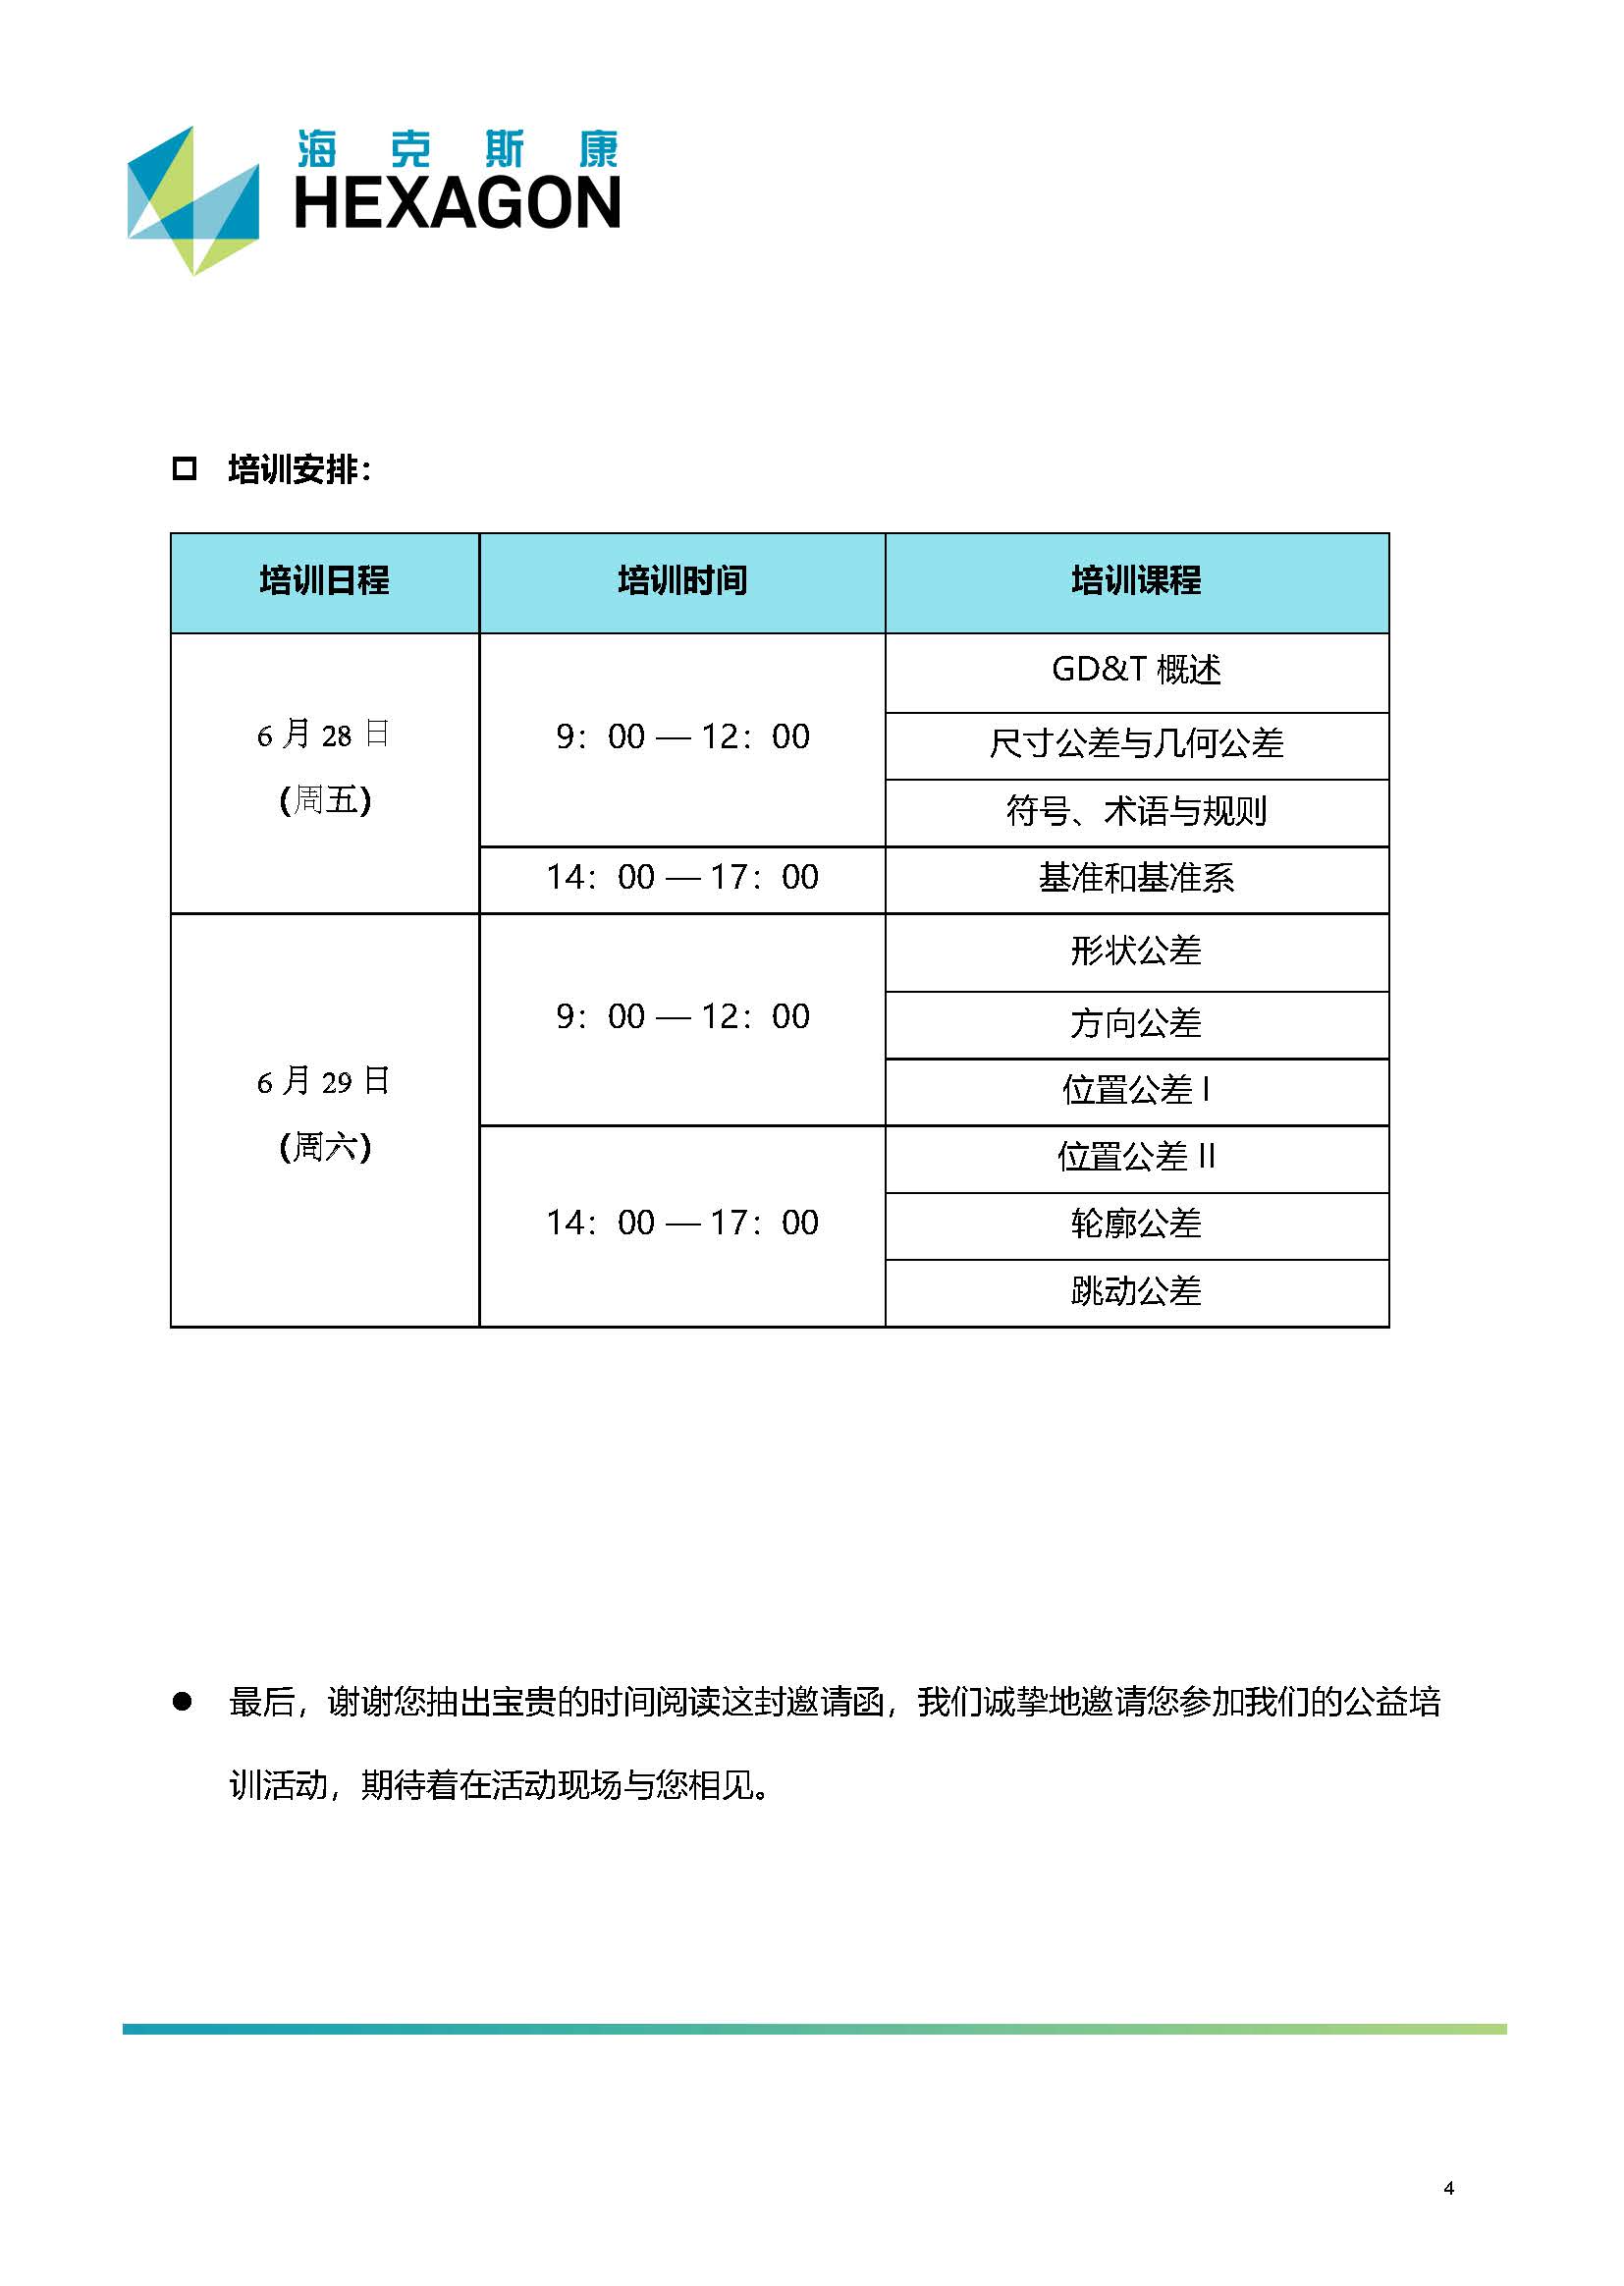 海克斯康
HEXAGON
培训安排：
培训日程 培训时间 培训课程
GD&T 概述
6 月 28 日
（周五）
9：00 — 12：00
尺寸公差与几何公差
符号、术语与规则
14：00 — 17：00 基准和基准系
形状公差
6 月 29 日
（周六）
9：00 — 12：00
方向公差
位置公差 I
位置公差 II
14：00 — 17：00
轮廓公差
跳动公差
最后，谢谢您抽出宝贵的时间阅读这封邀请函，我们诚挚地邀请您参加我们的公益培
训活动，期待着在活动现场与您相见。
4